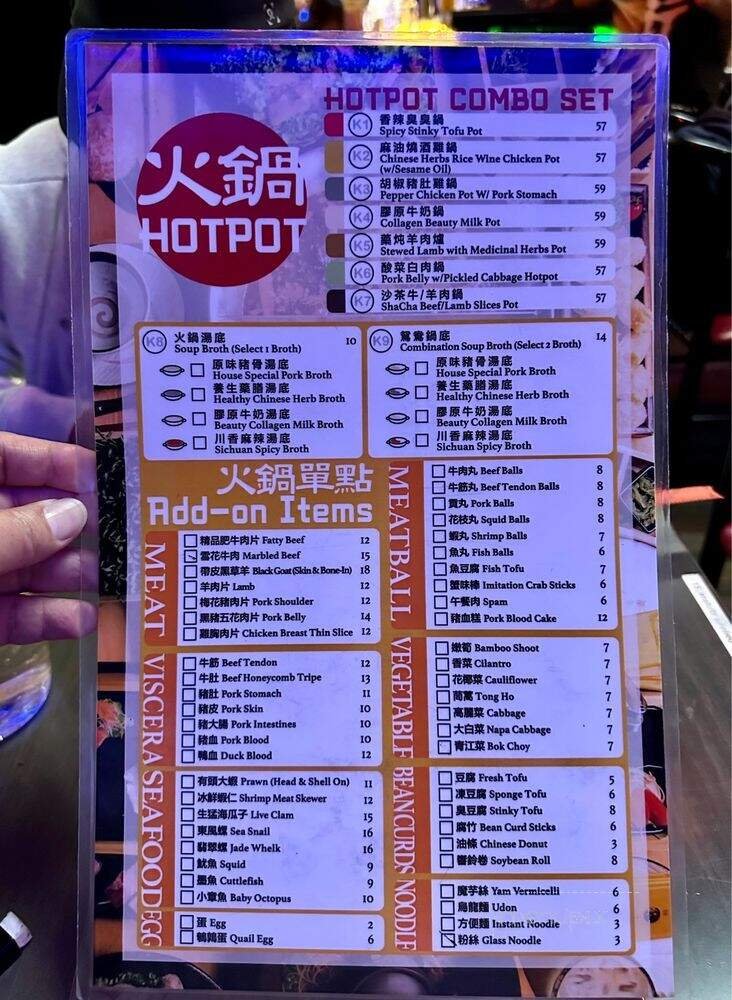 火鍋
HOTPOT
HOTPOT COMBO SET
K1 香辣臭臭鍋
Spicy Stinky Tofu Pot 57
K2 麻油燒酒雞鍋
Chinese Herbs Rice Wine Chicken Pot 57
(w/Sesame Oil)
K3 胡椒豬肚雞鍋
Pepper Chicken Pot W/ Pork Stomach 59
K4 膠原牛奶鍋
Collagen Beauty Milk Pot 59
K5 藥炖羊肉爐
Stewed Lamb with Medicinal Herbs Pot 59
K6 酸菜白肉鍋
Pork Belly w/Pickled Cabbage Hotpot 57
K7 沙茶牛/羊肉鍋
ShaCha Beef/Lamb Slices Pot 57
K8 火鍋湯底 10
Soup Broth (Select 1 Broth)
原味豬骨湯底
House Special Pork Broth
養生藥膳湯底
Healthy Chinese Herb Broth
膠原牛奶湯底
Beauty Collagen Milk Broth
川香麻辣湯底
Sichuan Spicy Broth
K9 鴛鴦鍋底 14
Combination Soup Broth (Select 2 Broth)
原味豬骨湯底
House Special Pork Broth
養生藥膳湯底
Healthy Chinese Herb Broth
膠原牛奶湯底
Beauty Collagen Milk Broth
川香麻辣湯底
Sichuan Spicy Broth
火鍋單點
Add-on Items
MEAT
精品肥牛肉片 Fatty Beef 12
雪花牛肉 Marbled Beef 15
帶皮黑草羊 Black Goat (Skin & Bone-In) 18
羊肉片 Lamb 12
梅花豬肉片 Pork Shoulder 12
黑豬五花肉片 Pork Belly 14
雞胸肉片 Chicken Breast Thin Slice 12
VISCERA
牛筋 Beef Tendon 12
牛肚 Beef Honeycomb Tripe 13
豬肚 Pork Stomach 11
豬皮 Pork Skin 10
豬大腸 Pork Intestines 10
豬血 Pork Blood 10
鴨血 Duck Blood 12
SEAFOOD
有頭大蝦 Prawn (Head & Shell On) 11
冰鮮蝦仁 Shrimp Meat Skewer 12
生猛海瓜子 Live Clam 15
東風螺 Sea Snail 16
翡翠螺 Jade Whelk 16
魷魚 Squid 9
墨魚 Cuttlefish 9
小章魚 Baby Octopus 10
EGG
蛋 Egg 2
鵪鶉蛋 Quail Egg 6
MEATBALL
牛肉丸 Beef Balls 8
牛筋丸 Beef Tendon Balls 8
貢丸 Pork Balls 8
花枝丸 Squid Balls 8
蝦丸 Shrimp Balls 7
魚丸 Fish Balls 6
魚豆腐 Fish Tofu 7
蟹味棒 Imitation Crab Sticks 6
午餐肉 Spam 6
豬血糕 Pork Blood Cake 12
VEGETABLE
嫩筍 Bamboo Shoot 7
香菜 Cilantro 7
花椰菜 Cauliflower 7
茼蒿 Tong Ho 7
高麗菜 Cabbage 7
大白菜 Napa Cabbage 7
青江菜 Bok Choy 7
BEANCURDS
豆腐 Fresh Tofu 5
凍豆腐 Sponge Tofu 6
臭豆腐 Stinky Tofu 8
腐竹 Bean Curd Sticks 6
油條 Chinese Donut 3
響鈴卷 Soybean Roll 8
NOODLE
魔芋絲 Yam Vermicelli 6
烏龍麵 Udon 6
方便麵 Instant Noodle 3
粉絲 Glass Noodle 3